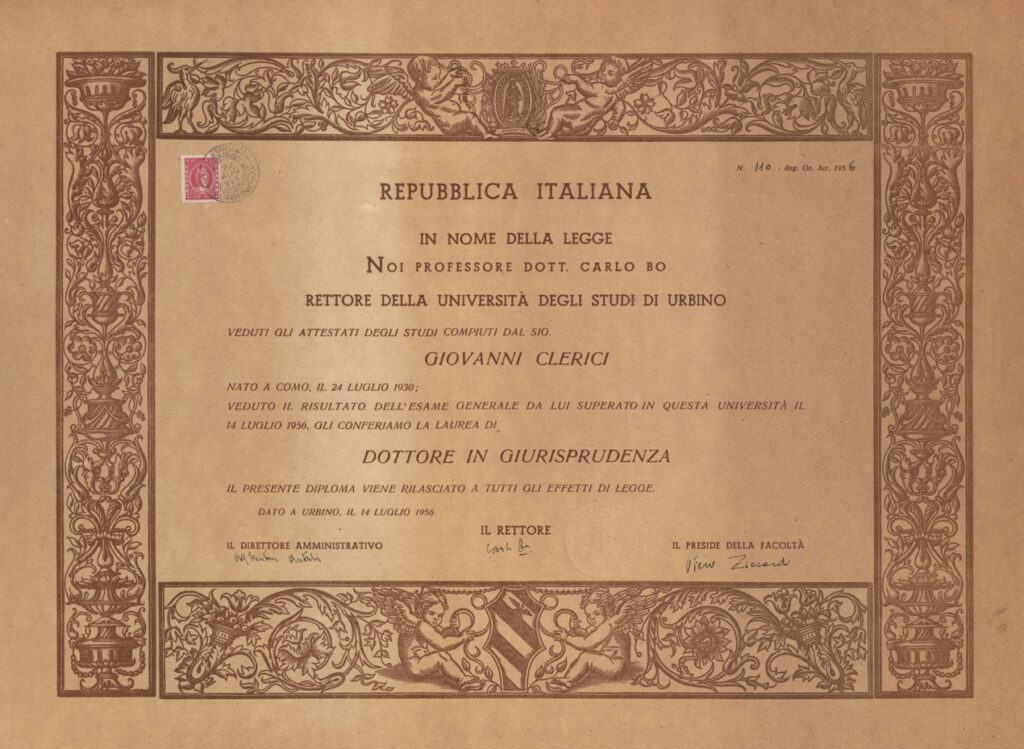 N. 110 - Reg. Gr. Acc. 1956
REPUBBLICA ITALIANA
IN NOME DELLA LEGGE
NOI PROFESSORE DOTT. CARLO BO
RETTORE DELLA UNIVERSITÀ DEGLI STUDI DI URBINO
VEDUTI GLI ATTESTATI DEGLI STUDI COMPIUTI DAL SIG.
GIOVANNI CLERICI
NATO A COMO, IL 24 LUGLIO 1930;
VEDUTO IL RISULTATO DELL'ESAME GENERALE DA LUI SUPERATO IN QUESTA UNIVERSITÀ IL
14 LUGLIO 1956, GLI CONFERIAMO LA LAUREA DI
DOTTORE IN GIURISPRUDENZA
IL PRESENTE DIPLOMA VIENE RILASCIATO A TUTTI GLI EFFETTI DI LEGGE.
DATO A URBINO, IL 14 LUGLIO 1956.
IL RETTORE
Carlo Bo.
IL DIRETTORE AMMINISTRATIVO
IL PRESIDE DELLA FACOLTÀ
Piero Ziccardi